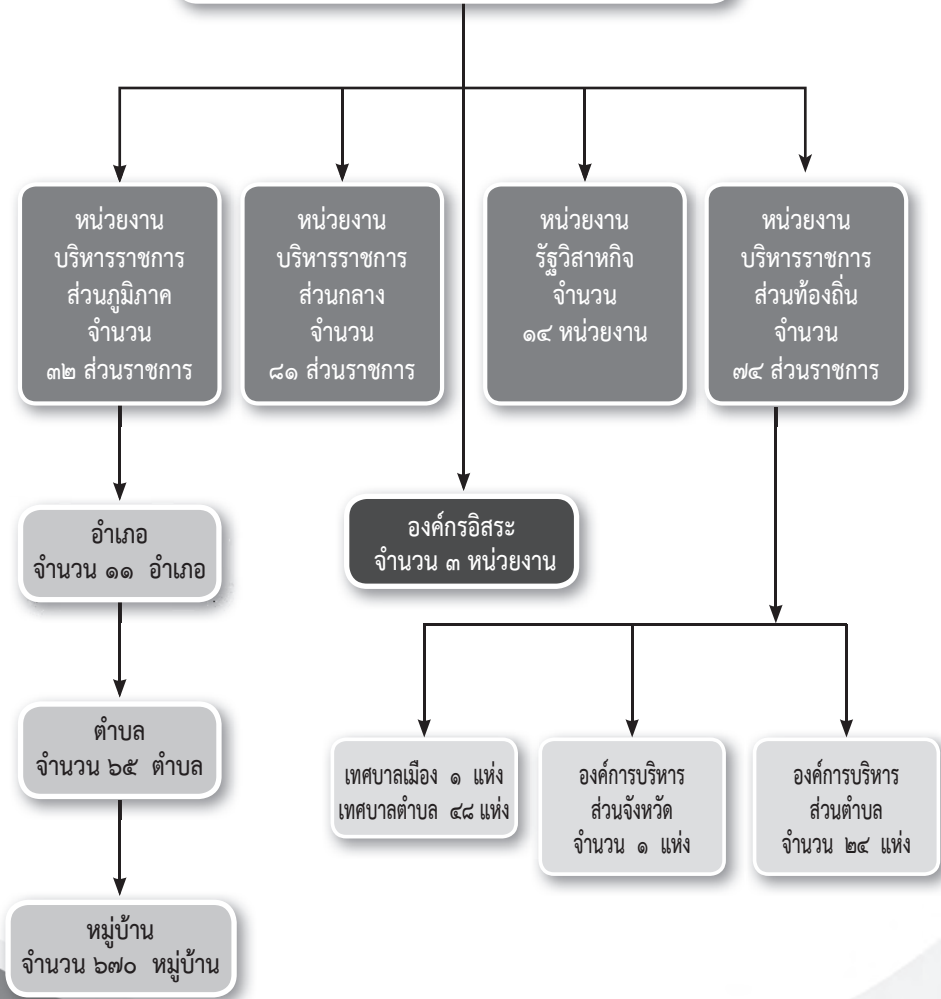 หน่วยงาน
บริหารราชการ
ส่วนภูมิภาค
จำนวน
๓๒ ส่วนราชการ
หน่วยงาน
บริหารราชการ
ส่วนกลาง
จำนวน
๘๑ ส่วนราชการ
หน่วยงาน
รัฐวิสาหกิจ
จำนวน
๑๔ หน่วยงาน
หน่วยงาน
บริหารราชการ
ส่วนท้องถิ่น
จำนวน
๗๔ ส่วนราชการ
องค์กรอิสระ
จำนวน ๓ หน่วยงาน
อำเภอ
จำนวน ๑๑ อำเภอ
ตำบล
จำนวน ๖๕ ตำบล
หมู่บ้าน
จำนวน ๖๗๐ หมู่บ้าน
เทศบาลเมือง ๑ แห่ง
เทศบาลตำบล ๔๘ แห่ง
องค์การบริหาร
ส่วนจังหวัด
จำนวน ๑ แห่ง
องค์การบริหาร
ส่วนตำบล
จำนวน ๒๔ แห่ง